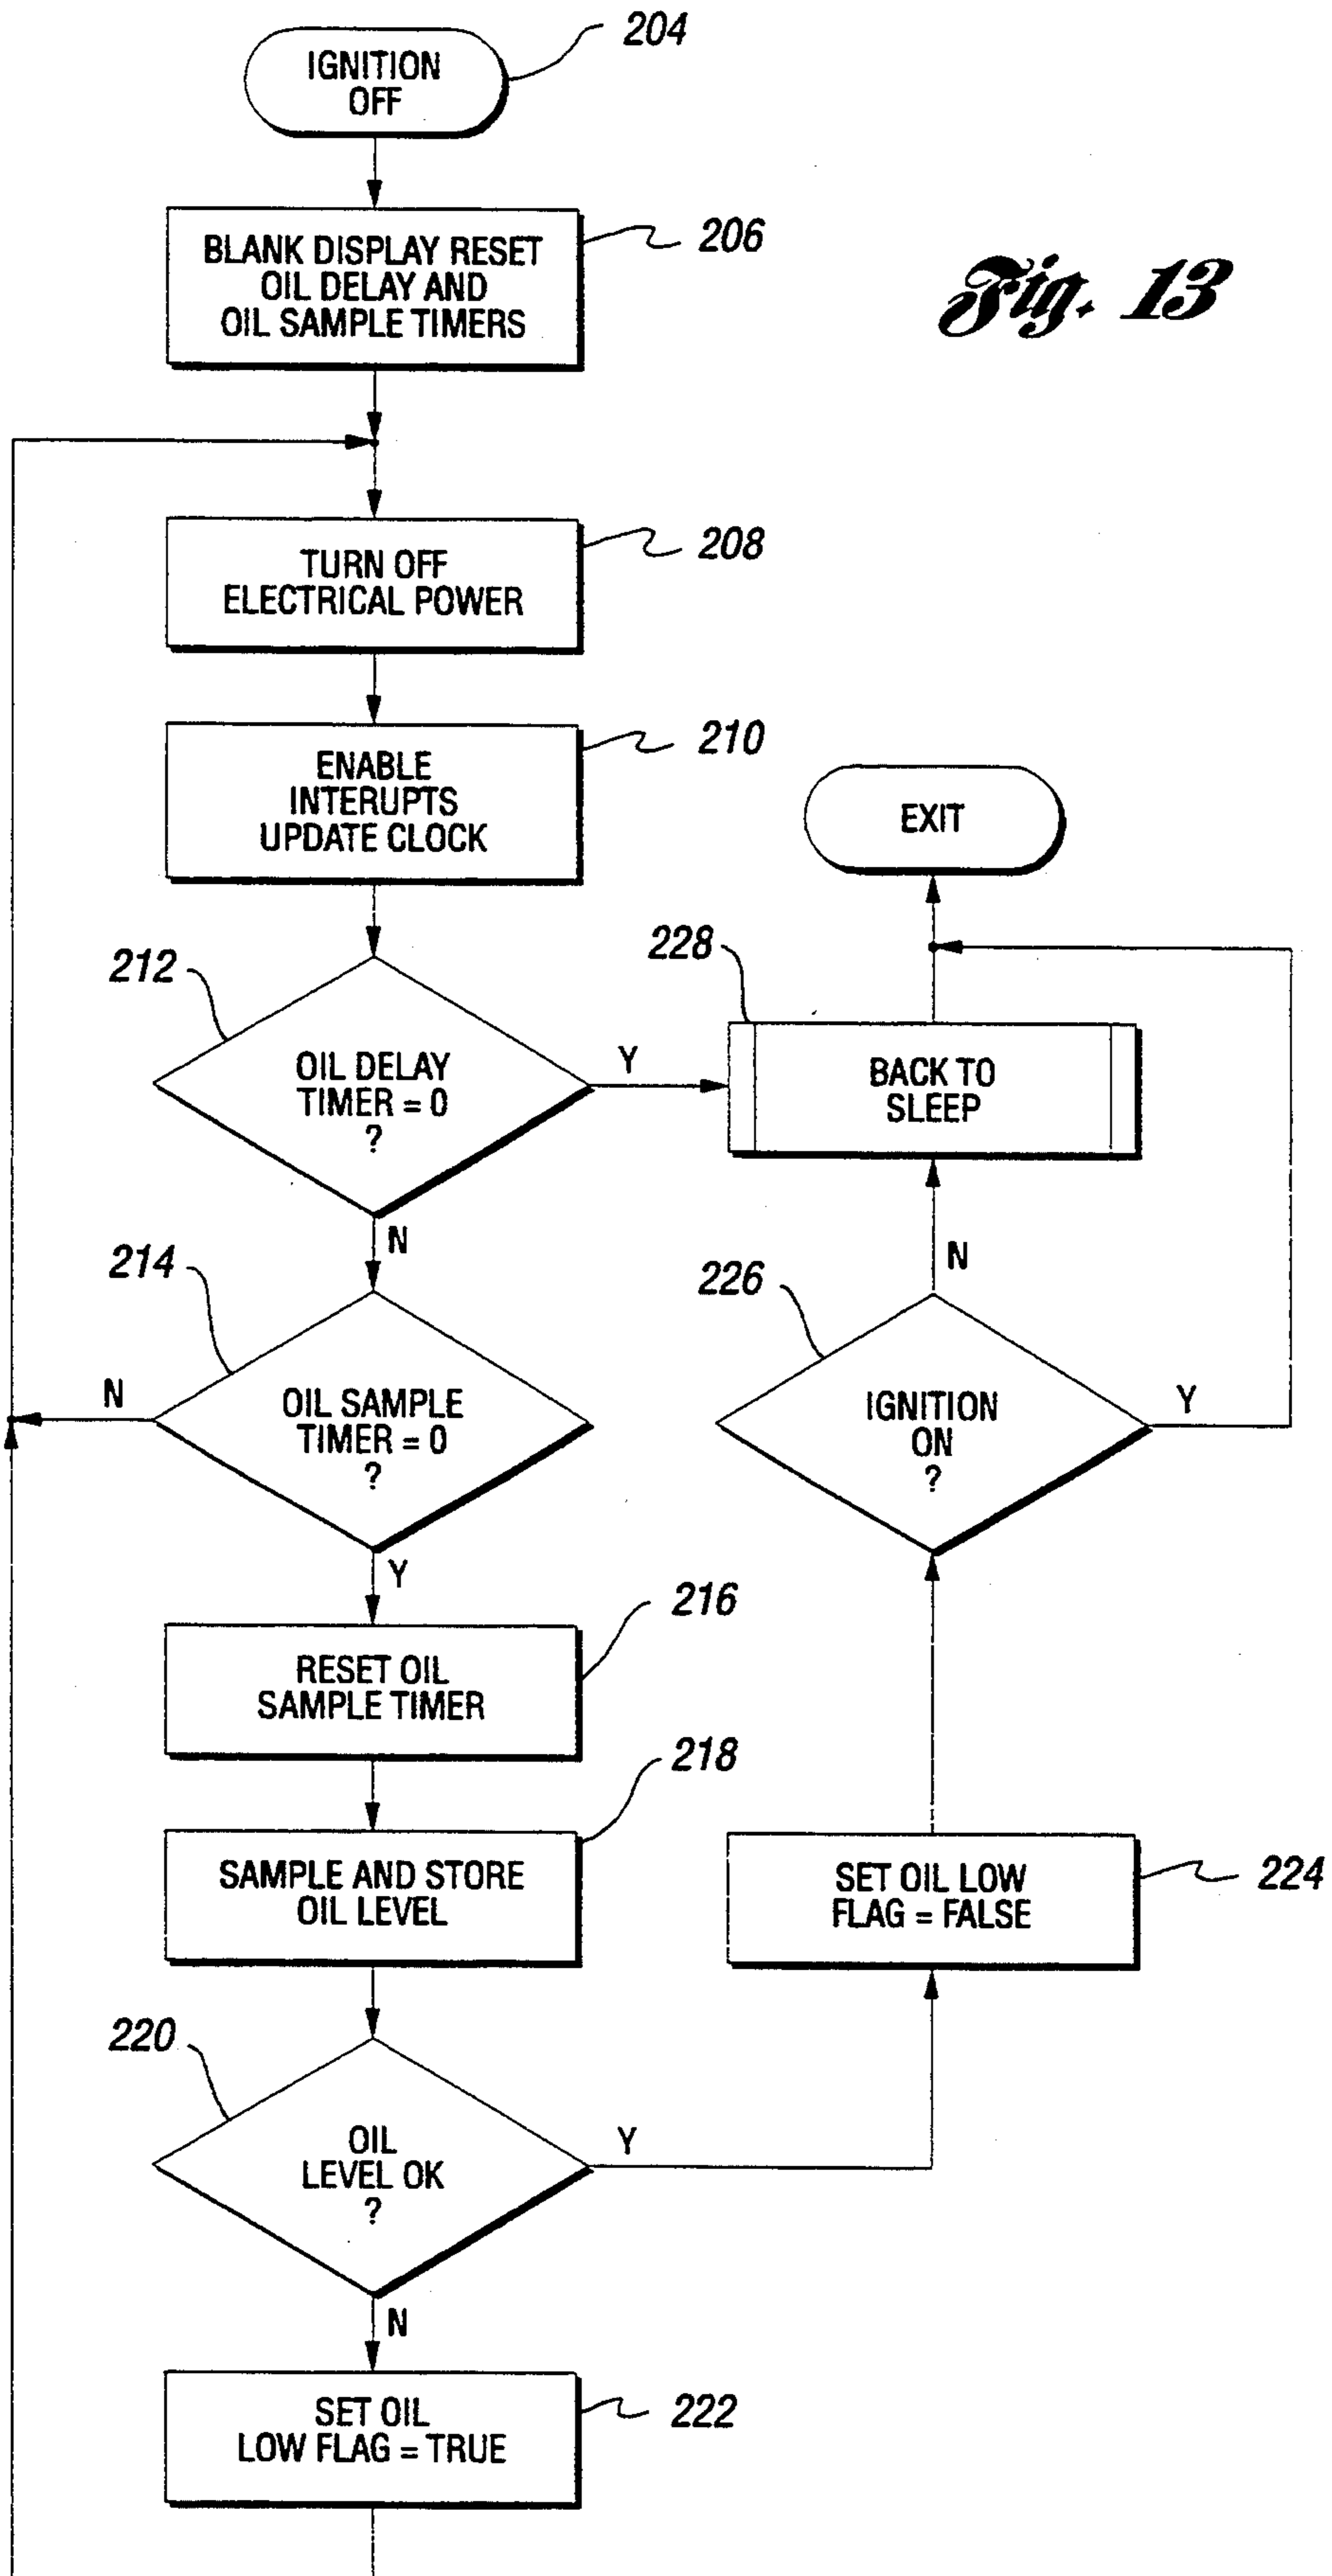 IGNITION
OFF
204
BLANK DISPLAY RESET
OIL DELAY AND
OIL SAMPLE TIMERS
206
Fig. 13
TURN OFF
ELECTRICAL POWER
208
ENABLE
INTERUPTS
UPDATE CLOCK
210
EXIT
212
OIL DELAY
TIMER = 0
?
Y
N
228
BACK TO
SLEEP
214
OIL SAMPLE
TIMER = 0
?
N
Y
226
IGNITION
ON
?
N
Y
RESET OIL
SAMPLE TIMER
216
SAMPLE AND STORE
OIL LEVEL
218
SET OIL LOW
FLAG = FALSE
224
220
OIL
LEVEL OK
?
Y
N
SET OIL
LOW FLAG = TRUE
222